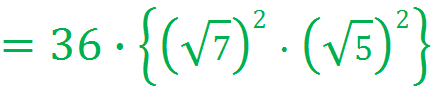 = 36 · {(√7)² · (√5)²}